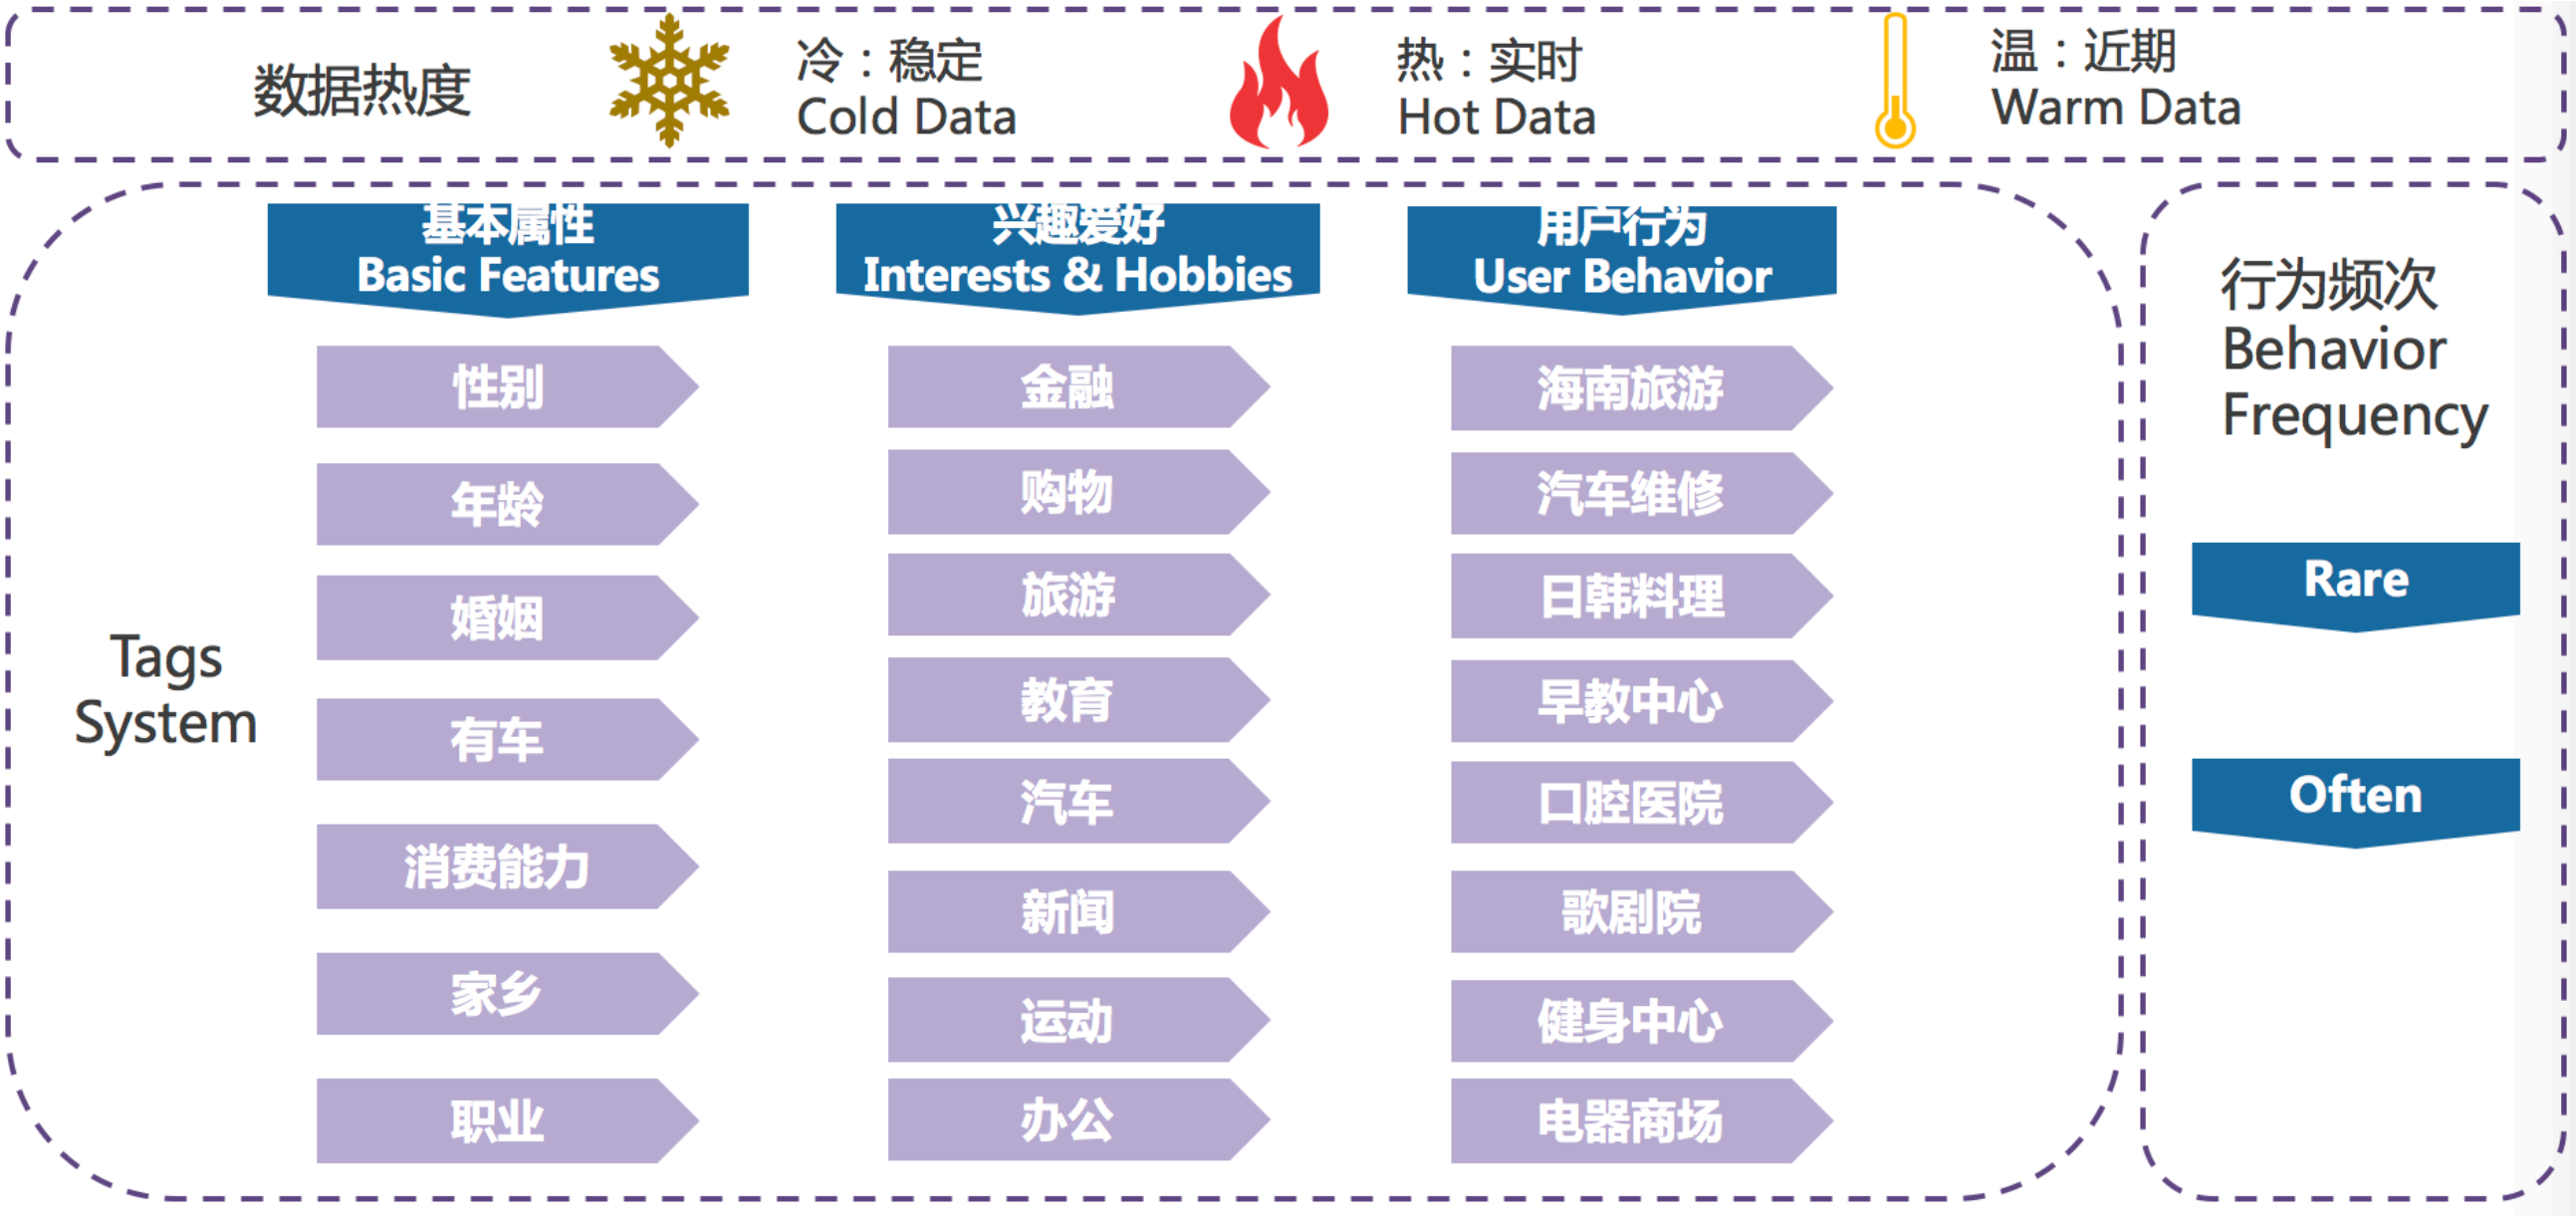 数据热度
冷：稳定
Cold Data
热：实时
Hot Data
温：近期
Warm Data
Tags
System
基本属性
Basic Features
性别
年龄
婚姻
有车
消费能力
家乡
职业
兴趣爱好
Interests & Hobbies
金融
购物
旅游
教育
汽车
新闻
运动
办公
用户行为
User Behavior
海南旅游
汽车维修
日韩料理
早教中心
口腔医院
歌剧院
健身中心
电器商场
行为频次
Behavior
Frequency
Rare
Often